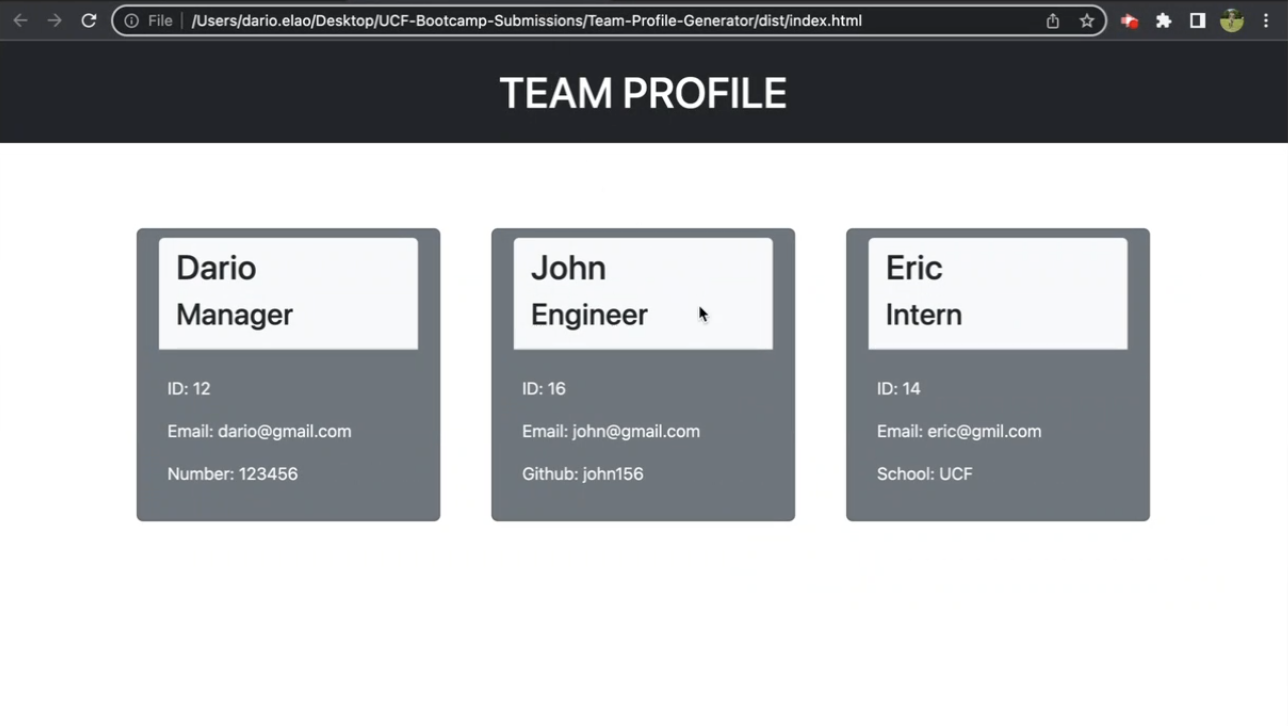 File /Users/dario.elao/Desktop/UCF-Bootcamp-Submissions/Team-Profile-Generator/dist/index.html
TEAM PROFILE
Dario
Manager
ID: 12
Email: dario@gmail.com
Number: 123456
John
Engineer
ID: 16
Email: john@gmail.com
Github: john156
Eric
Intern
ID: 14
Email: eric@gmil.com
School: UCF